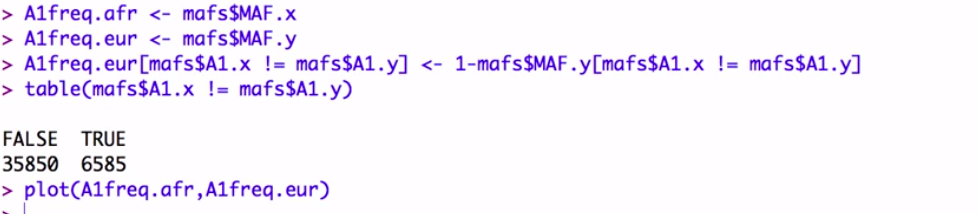 > A1freq.afr <- mafs$MAF.x
> A1freq.eur <- mafs$MAF.y
> A1freq.eur[mafs$A1.x != mafs$A1.y] <- 1-mafs$MAF.y[mafs$A1.x != mafs$A1.y]
> table(mafs$A1.x != mafs$A1.y)
FALSE TRUE
35850 6585
> plot(A1freq.afr,A1freq.eur)
>